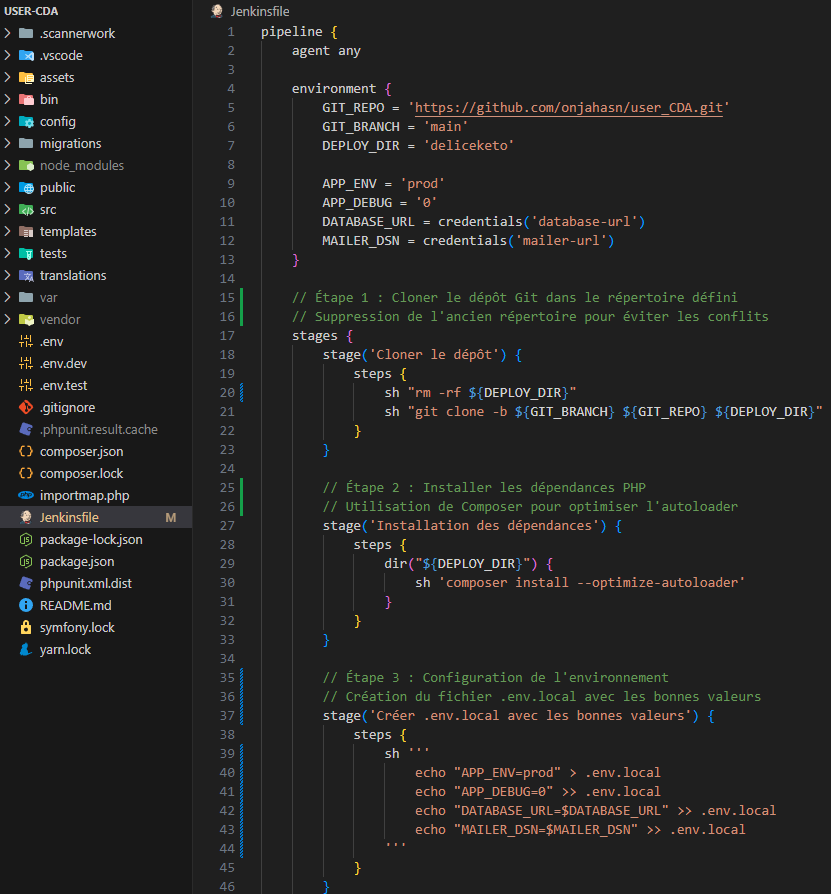 USER-CDA
.scannerwork
.vscode
assets
bin
config
migrations
node_modules
public
src
templates
tests
translations
var
vendor
.env
.env.dev
.env.test
.gitignore
.phpunit.result.cache
composer.json
composer.lock
importmap.php
Jenkinsfile M
package-lock.json
package.json
phpunit.xml.dist
README.md
symfony.lock
yarn.lock
Jenkinsfile
1 pipeline {
2     agent any
3
4     environment {
5         GIT_REPO = 'https://github.com/onjahasn/user_CDA.git'
6         GIT_BRANCH = 'main'
7         DEPLOY_DIR = 'deliceketo'
8
9         APP_ENV = 'prod'
10         APP_DEBUG = '0'
11         DATABASE_URL = credentials('database-url')
12         MAILER_DSN = credentials('mailer-url')
13     }
14
15     // Étape 1 : Cloner le dépôt Git dans le répertoire défini
16     // Suppression de l'ancien répertoire pour éviter les conflits
17     stages {
18         stage('Cloner le dépôt') {
19             steps {
20                 sh "rm -rf ${DEPLOY_DIR}"
21                 sh "git clone -b ${GIT_BRANCH} ${GIT_REPO} ${DEPLOY_DIR}"
22             }
23         }
24
25         // Étape 2 : Installer les dépendances PHP
26         // Utilisation de Composer pour optimiser l'autoloader
27         stage('Installation des dépendances') {
28             steps {
29                 dir("${DEPLOY_DIR}") {
30                     sh 'composer install --optimize-autoloader'
31                 }
32             }
33         }
34
35         // Étape 3 : Configuration de l'environnement
36         // Création du fichier .env.local avec les bonnes valeurs
37         stage('Créer .env.local avec les bonnes valeurs') {
38             steps {
39                 sh '''
40                     echo "APP_ENV=prod" > .env.local
41                     echo "APP_DEBUG=0" >> .env.local
42                     echo "DATABASE_URL=$DATABASE_URL" >> .env.local
43                     echo "MAILER_DSN=$MAILER_DSN" >> .env.local
44                 '''
45             }
46         }